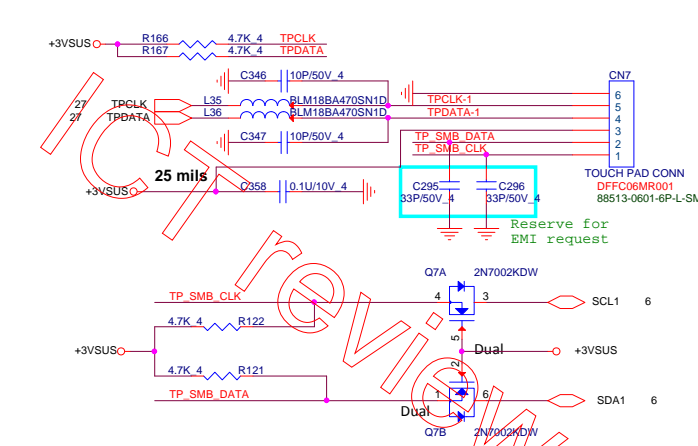 +3VSUS
R166 4.7K_4 TPCLK
R167 4.7K_4 TPDATA
C346 10P/50V_4
CN7
27 TPCLK L35 BLM18BA470SN1D TPCLK-1
27 TPDATA L36 BLM18BA470SN1D TPDATA-1
C347 10P/50V_4
TP_SMB_DATA
TP_SMB_CLK
6
5
4
3
2
1
TOUCH PAD CONN
DFFC06MR001
88513-0601-6P-L-SM
25 mils
+3VSUS C358 0.1U/10V_4
C295 C296
33P/50V_4 33P/50V_4
Reserve for
EMI request
Q7A 2N7002KDW
TP_SMB_CLK 4 3 SCL1 6
4.7K_4 R122
5
+3VSUS Dual +3VSUS
2
4.7K_4 R121
TP_SMB_DATA 1 6 SDA1 6
Dual
Q7B 2N7002KDW